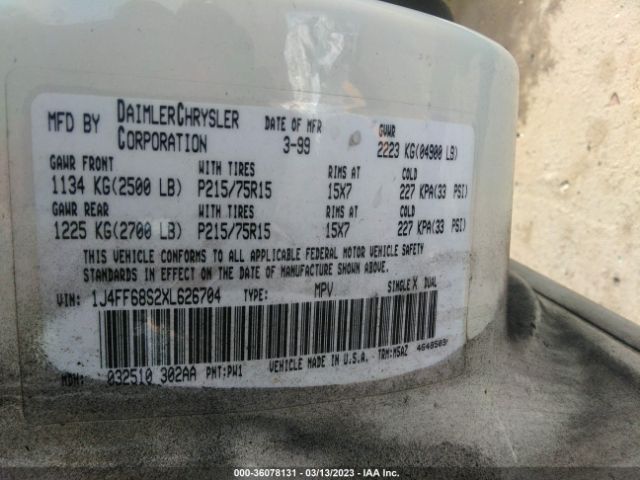 MFD BY DAIMLERCHRYSLER CORPORATION DATE OF MFR 3-99 GVWR 2223 KG(04900 LB)
GAWR FRONT WITH TIRES RIMS AT COLD
1134 KG(2500 LB) P215/75R15 15X7 227 KPA(33 PSI)
GAWR REAR WITH TIRES RIMS AT COLD
1225 KG(2700 LB) P215/75R15 15X7 227 KPA(33 PSI)
THIS VEHICLE CONFORMS TO ALL APPLICABLE FEDERAL MOTOR VEHICLE SAFETY
STANDARDS IN EFFECT ON THE DATE OF MANUFACTURE SHOWN ABOVE.
VIN: 1J4FF68S2XL626704 TYPE: MPV SINGLE X DUAL
MDH: 032510 302AA PNT:PW1 VEHICLE MADE IN U.S.A. TRM:M5AZ
000-36078131 — 03/13/2023 — IAA Inc.